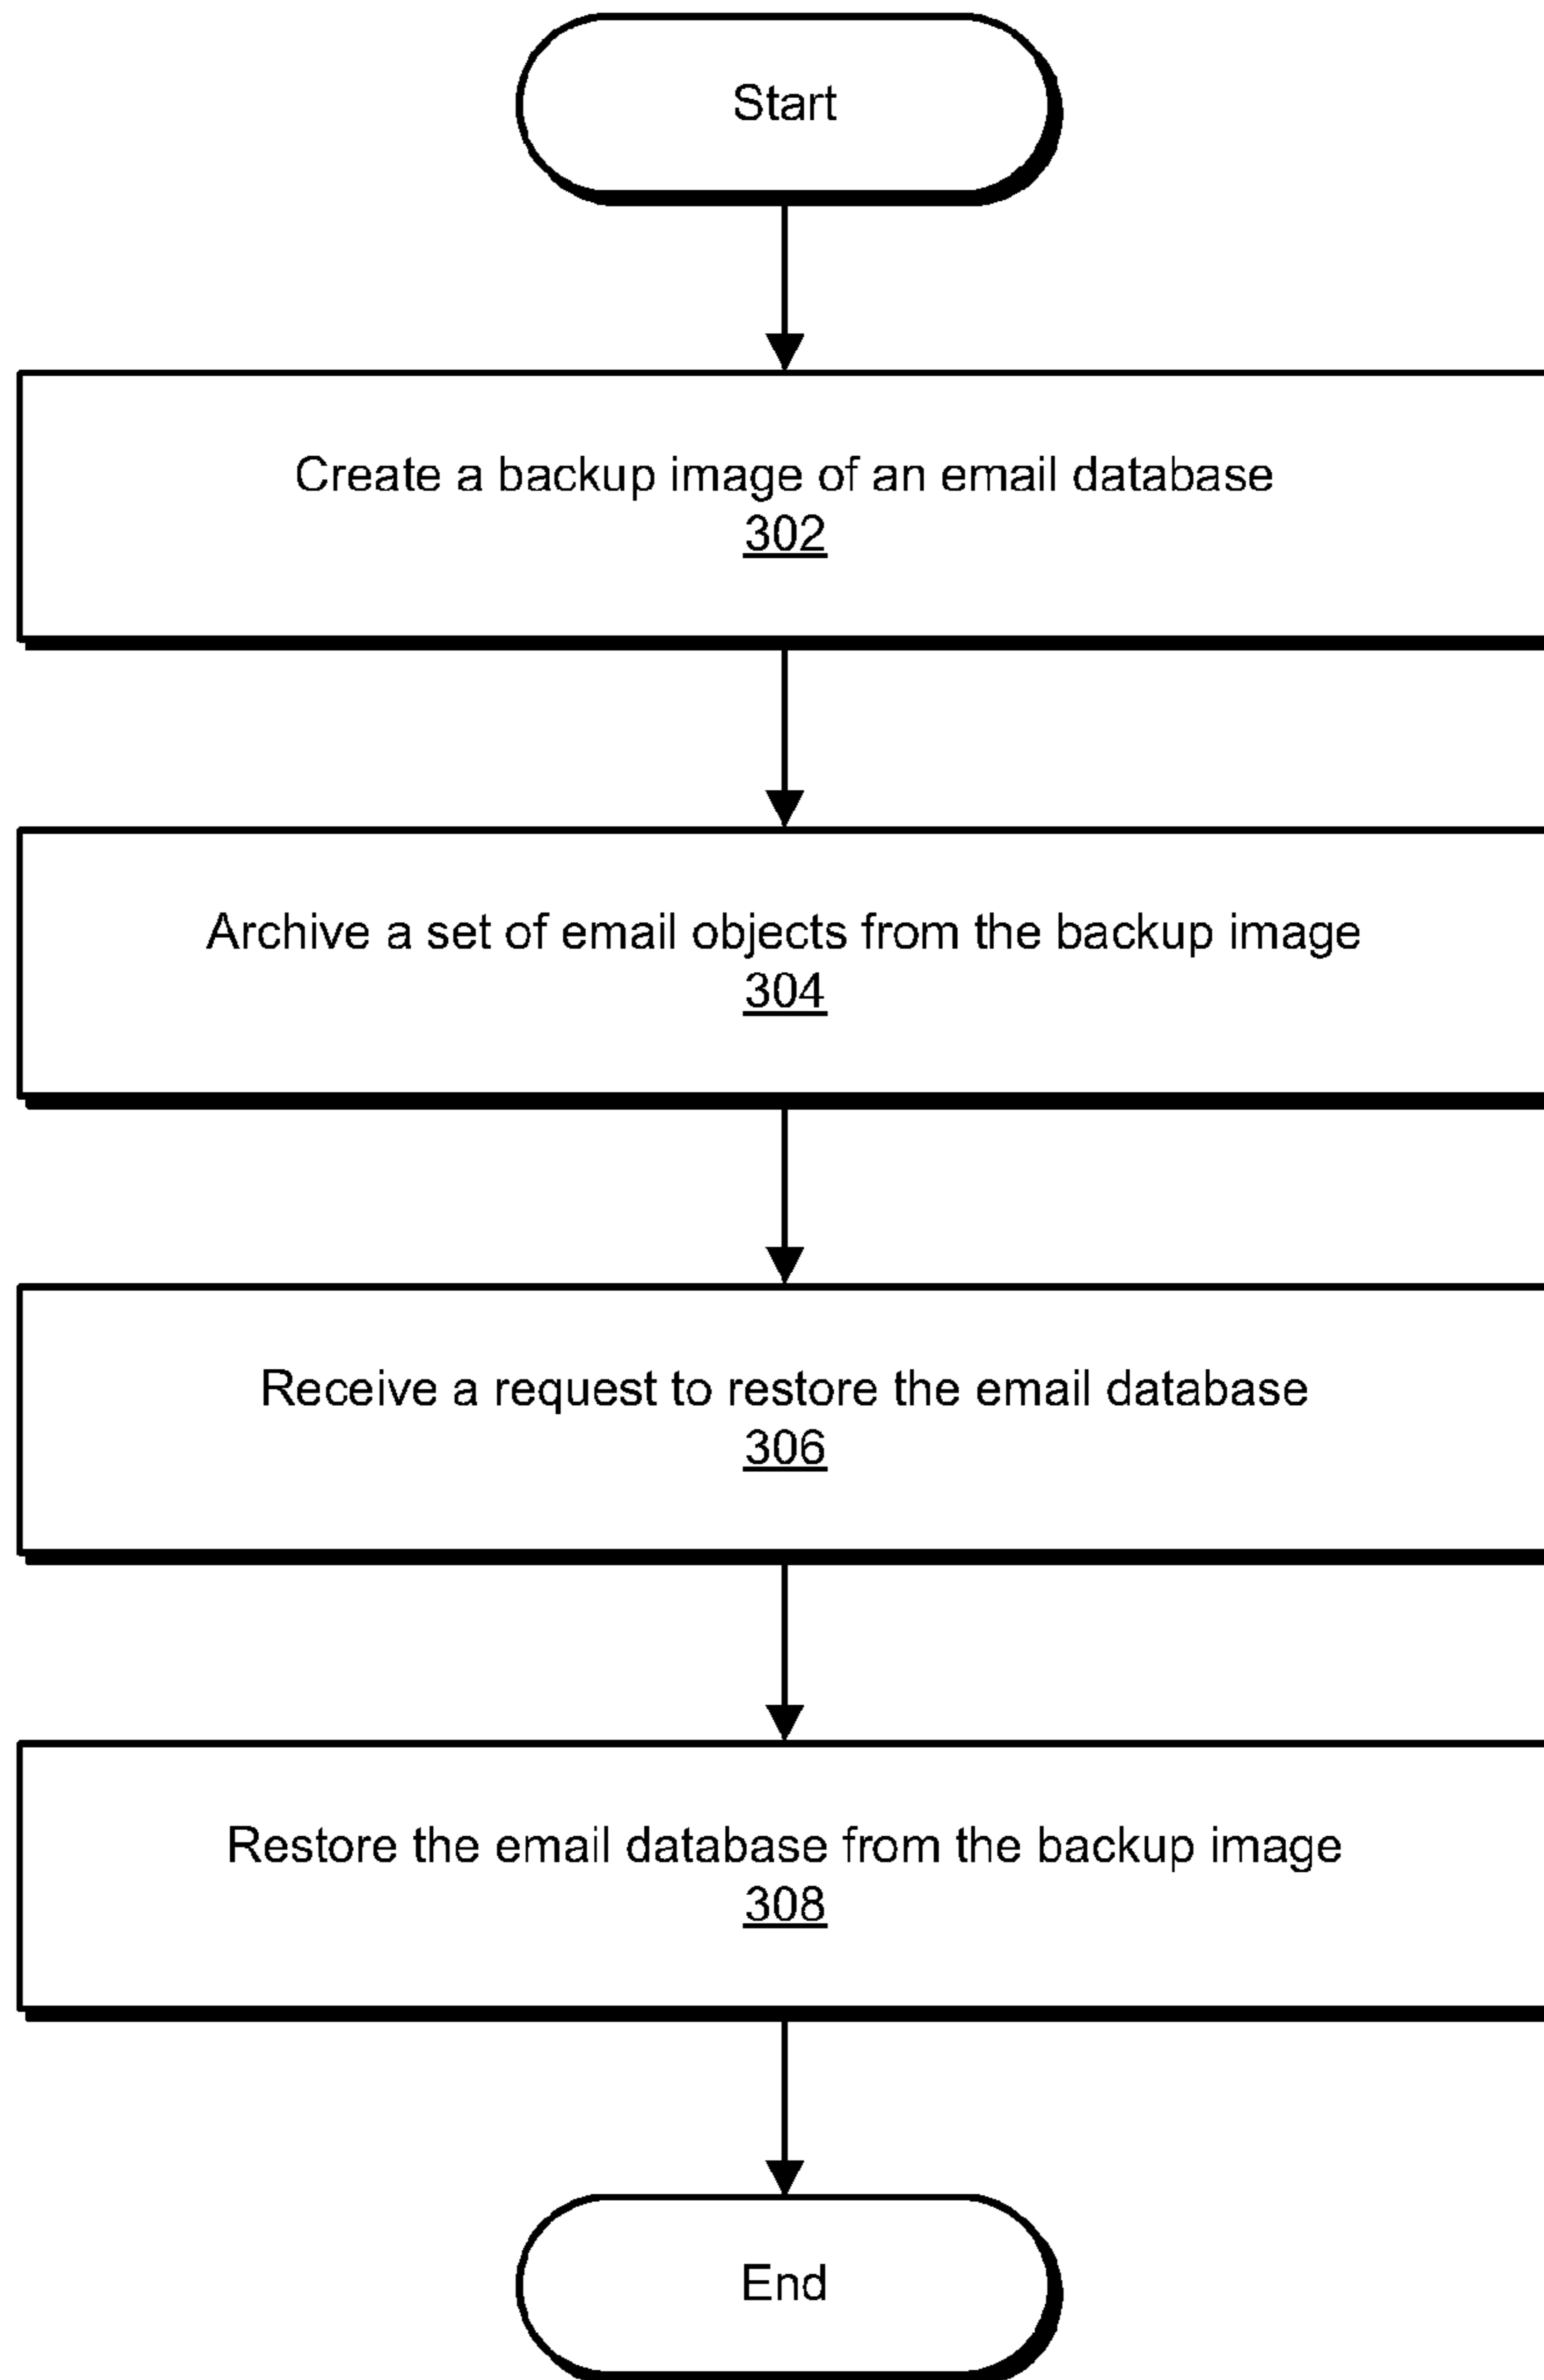 Start
Create a backup image of an email database
302
Archive a set of email objects from the backup image
304
Receive a request to restore the email database
306
Restore the email database from the backup image
308
End